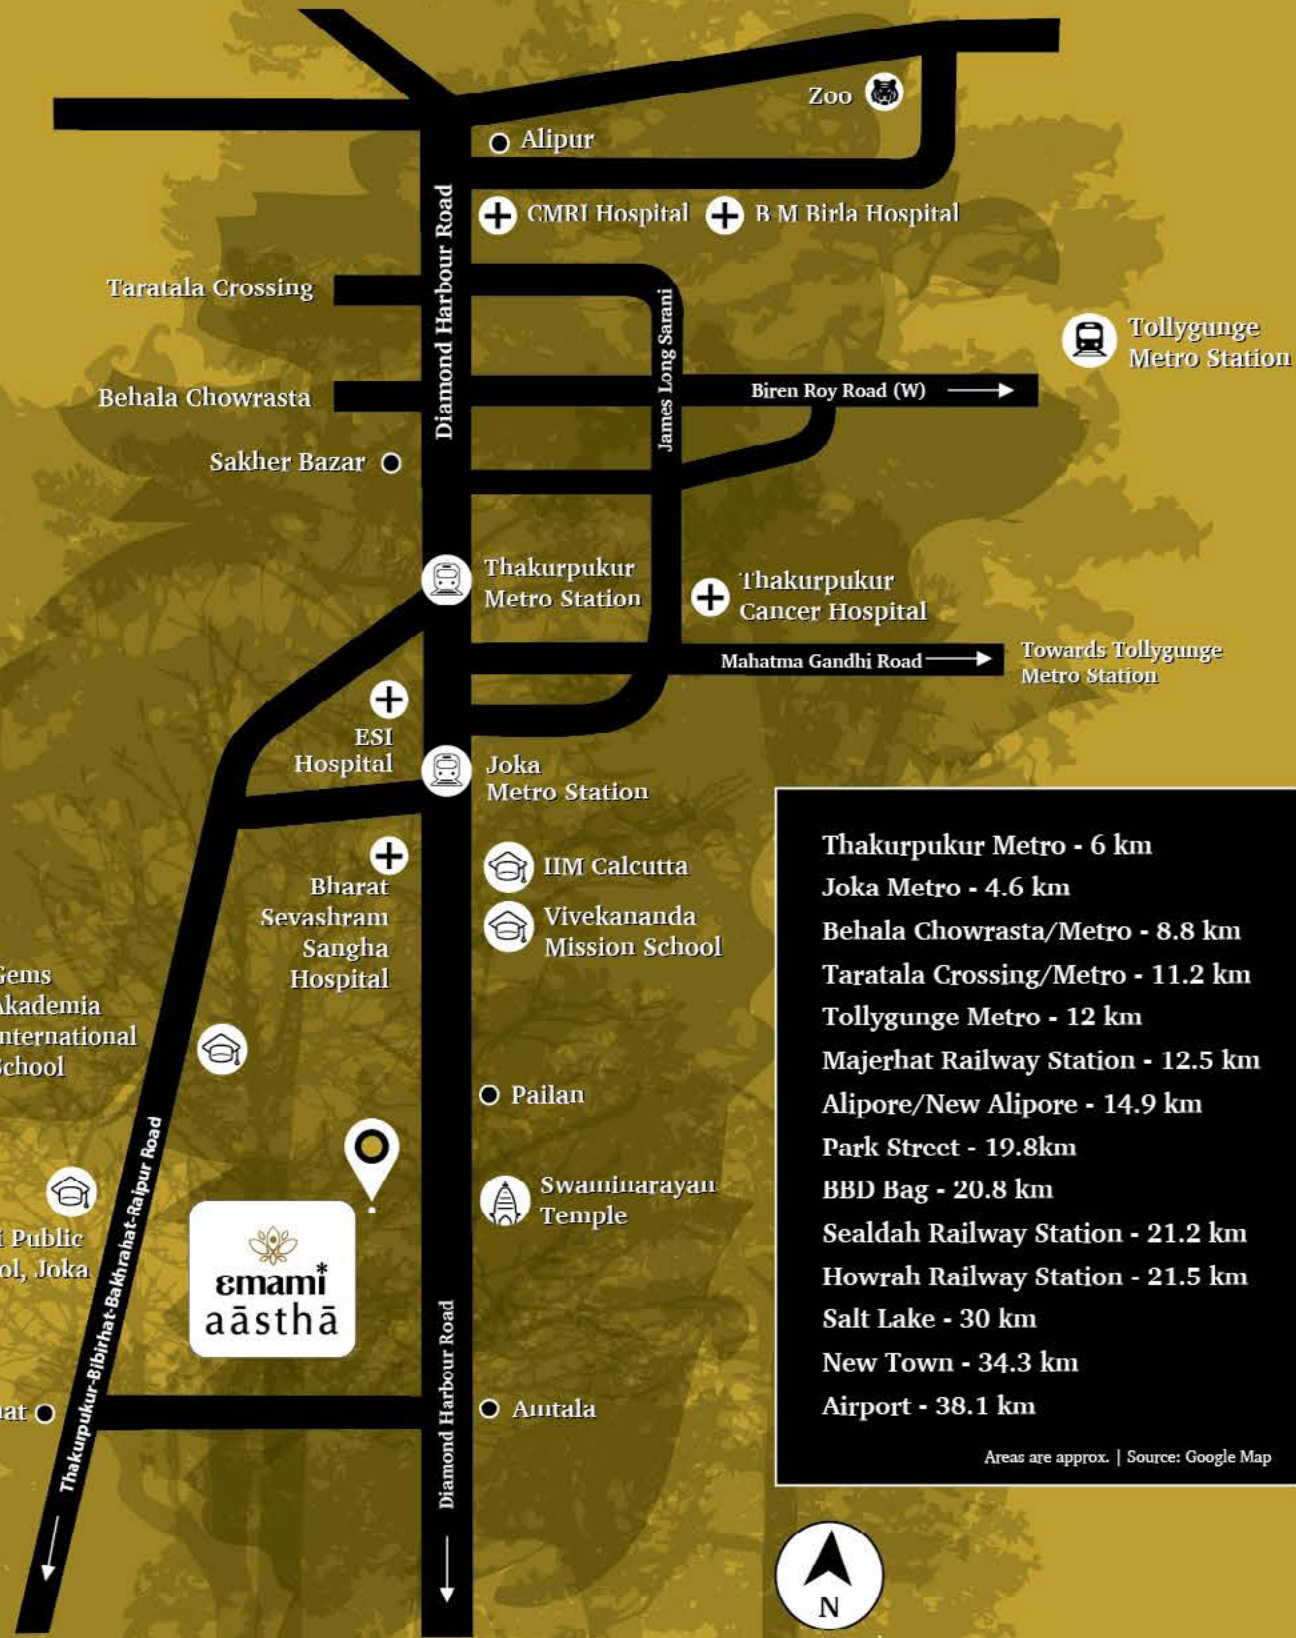 Zoo
Alipur
CMRI Hospital
B M Birla Hospital
Diamond Harbour Road
Taratala Crossing
James Long Sarani
Tollygunge
Metro Station
Behala Chowrasta
Biren Roy Road (W)
Sakher Bazar
Thakurpukur
Metro Station
Thakurpukur
Cancer Hospital
Mahatma Gandhi Road
Towards Tollygunge
Metro Station
ESI
Hospital
Joka
Metro Station
IIM Calcutta
Bharat
Sevashram
Sangha
Hospital
Vivekananda
Mission School
Gems
Akademia
International
School
Pailan
Thakurpukur-Bibirhat-Bakhrahat-Raipur Road
Swaminarayan
Temple
Public
, Joka
emami*
aāsthā
Diamond Harbour Road
Amtala
Thakurpukur Metro - 6 km
Joka Metro - 4.6 km
Behala Chowrasta/Metro - 8.8 km
Taratala Crossing/Metro - 11.2 km
Tollygunge Metro - 12 km
Majerhat Railway Station - 12.5 km
Alipore/New Alipore - 14.9 km
Park Street - 19.8km
BBD Bag - 20.8 km
Sealdah Railway Station - 21.2 km
Howrah Railway Station - 21.5 km
Salt Lake - 30 km
New Town - 34.3 km
Airport - 38.1 km
Areas are approx. | Source: Google Map
N